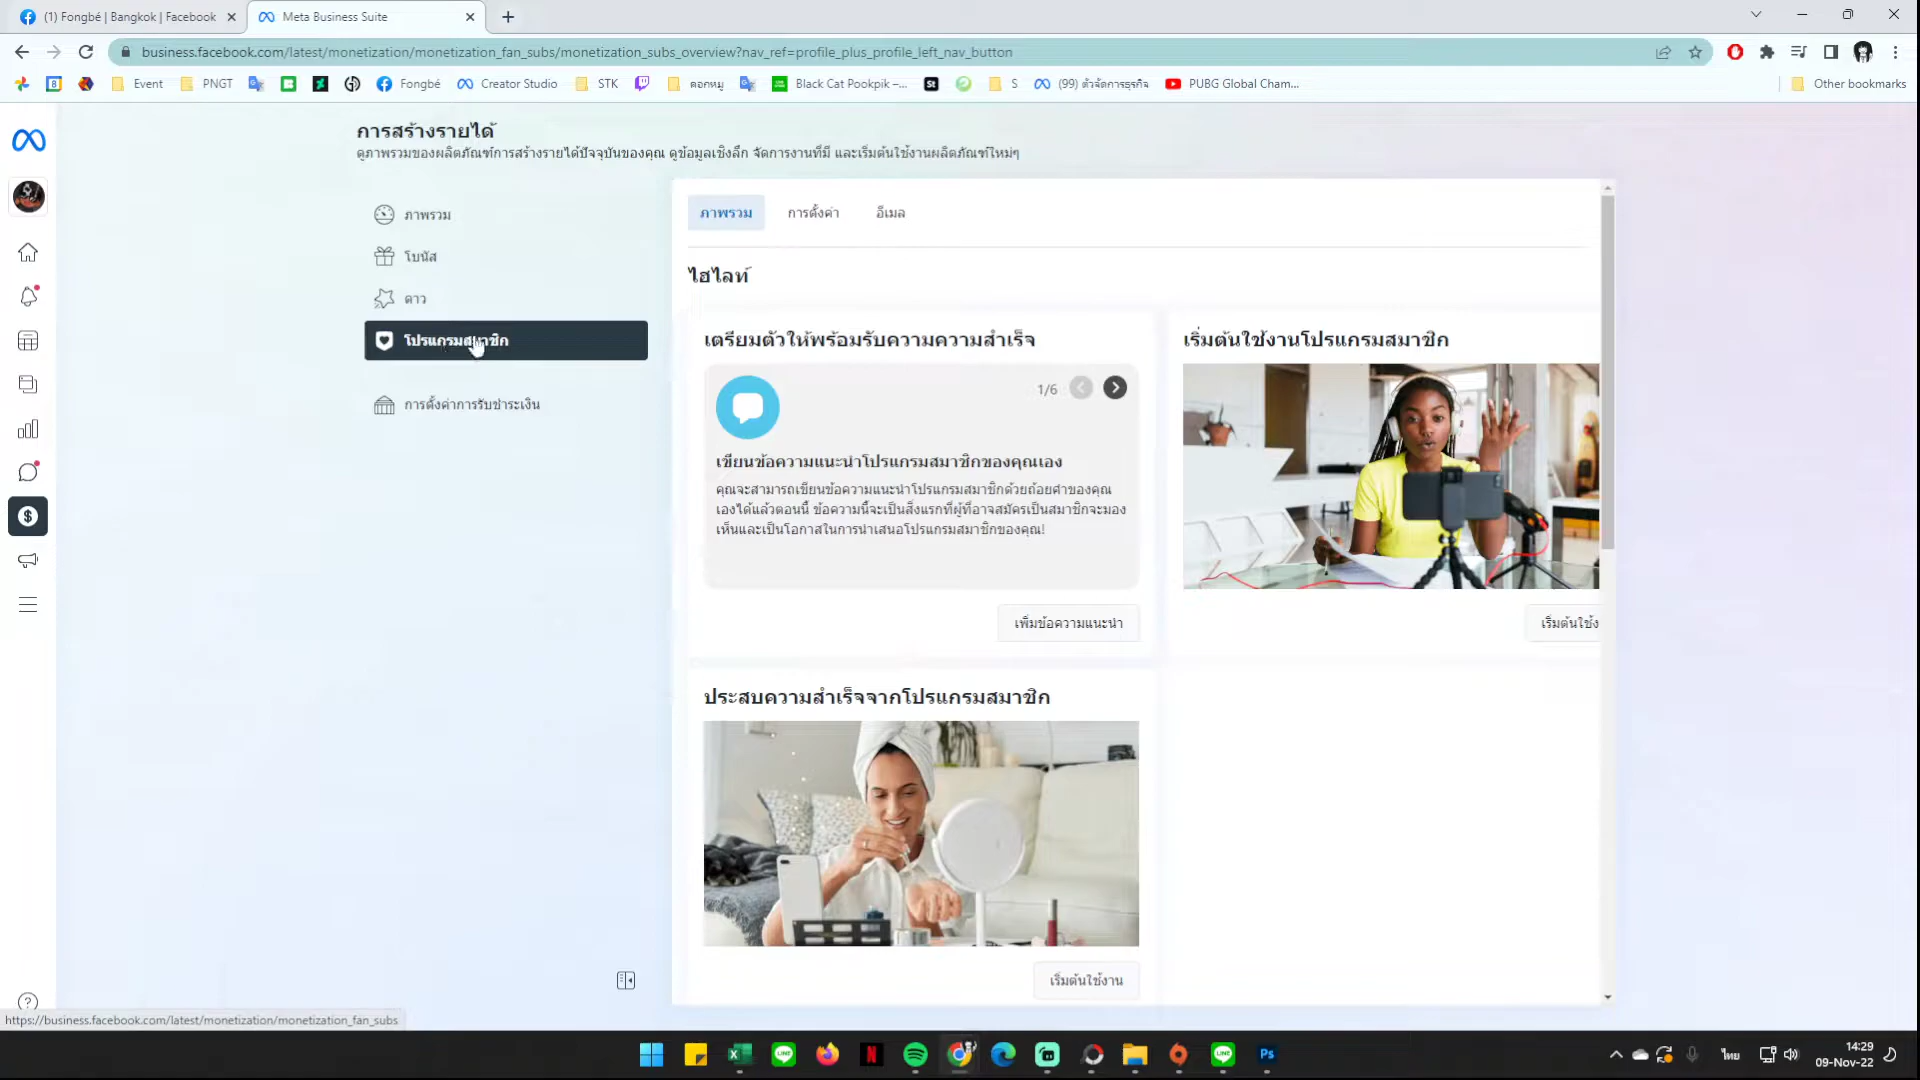 (1) Fongbé | Bangkok | Facebook
Meta Business Suite
business.facebook.com/latest/monetization/monetization_fan_subs/monetization_subs_overview?nav_ref=profile_plus_profile_left_nav_button
Event
PNGT
Fongbé
Creator Studio
STK
ดอกหมู
Black Cat Pookpik –...
St
S
(99) ตัวจัดการธุรกิจ
PUBG Global Cham...
Other bookmarks
การสร้างรายได้
ดูภาพรวมของผลิตภัณฑ์การสร้างรายได้ปัจจุบันของคุณ ดูข้อมูลเชิงลึก จัดการงานที่มี และเริ่มต้นใช้งานผลิตภัณฑ์ใหม่ๆ
ภาพรวม
โบนัส
ดาว
โปรแกรมสมาชิก
การตั้งค่าการรับชำระเงิน
ภาพรวม
การตั้งค่า
อีเมล
ไฮไลท์
เตรียมตัวให้พร้อมรับความความสำเร็จ
1/6
เขียนข้อความแนะนำโปรแกรมสมาชิกของคุณเอง
คุณจะสามารถเขียนข้อความแนะนำโปรแกรมสมาชิกด้วยถ้อยคำของคุณ
เองได้แล้วตอนนี้ ข้อความนี้จะเป็นสิ่งแรกที่ผู้ที่อาจสมัครเป็นสมาชิกจะมอง
เห็นและเป็นโอกาสในการนำเสนอโปรแกรมสมาชิกของคุณ!
เพิ่มข้อความแนะนำ
เริ่มต้นใช้งานโปรแกรมสมาชิก
เริ่มต้นใช้ง
ประสบความสำเร็จจากโปรแกรมสมาชิก
เริ่มต้นใช้งาน
https://business.facebook.com/latest/monetization/monetization_fan_subs
ไทย
14:29
09-Nov-22